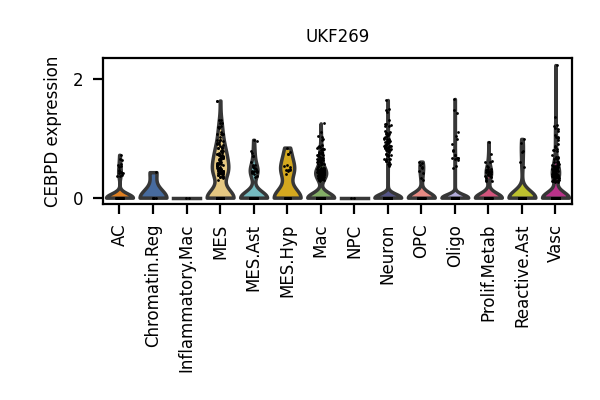 UKF269
CEBPD expression
2
0
AC
Chromatin.Reg
Inflammatory.Mac
MES
MES.Ast
MES.Hyp
Mac
NPC
Neuron
OPC
Oligo
Prolif.Metab
Reactive.Ast
Vasc